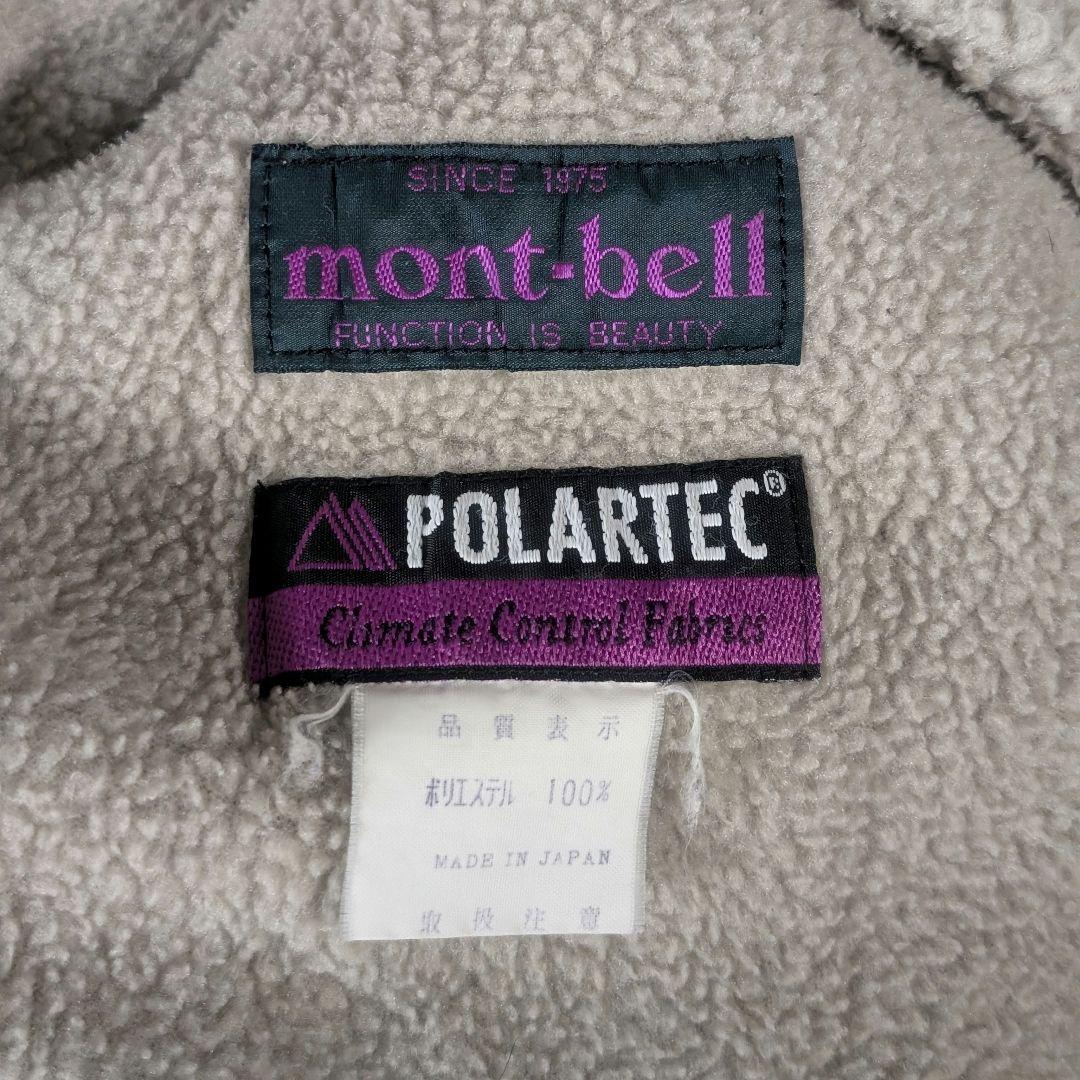 SINCE 1975
mont-bell
FUNCTION IS BEAUTY
POLARTEC®
Climate Control Fabrics
品質表示
ポリエステル 100%
MADE IN JAPAN
取扱注意